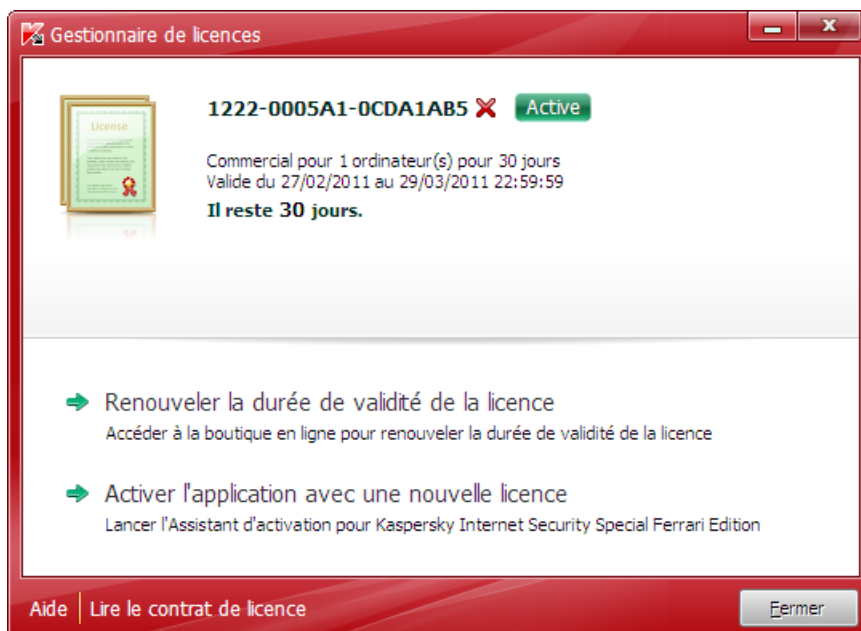 Gestionnaire de licences
License
1222-0005A1-0CDA1AB5 Active
Commercial pour 1 ordinateur(s) pour 30 jours
Valide du 27/02/2011 au 29/03/2011 22:59:59
Il reste 30 jours.
Renouveler la durée de validité de la licence
Accéder à la boutique en ligne pour renouveler la durée de validité de la licence
Activer l'application avec une nouvelle licence
Lancer l'Assistant d'activation pour Kaspersky Internet Security Special Ferrari Edition
Aide Lire le contrat de licence Fermer